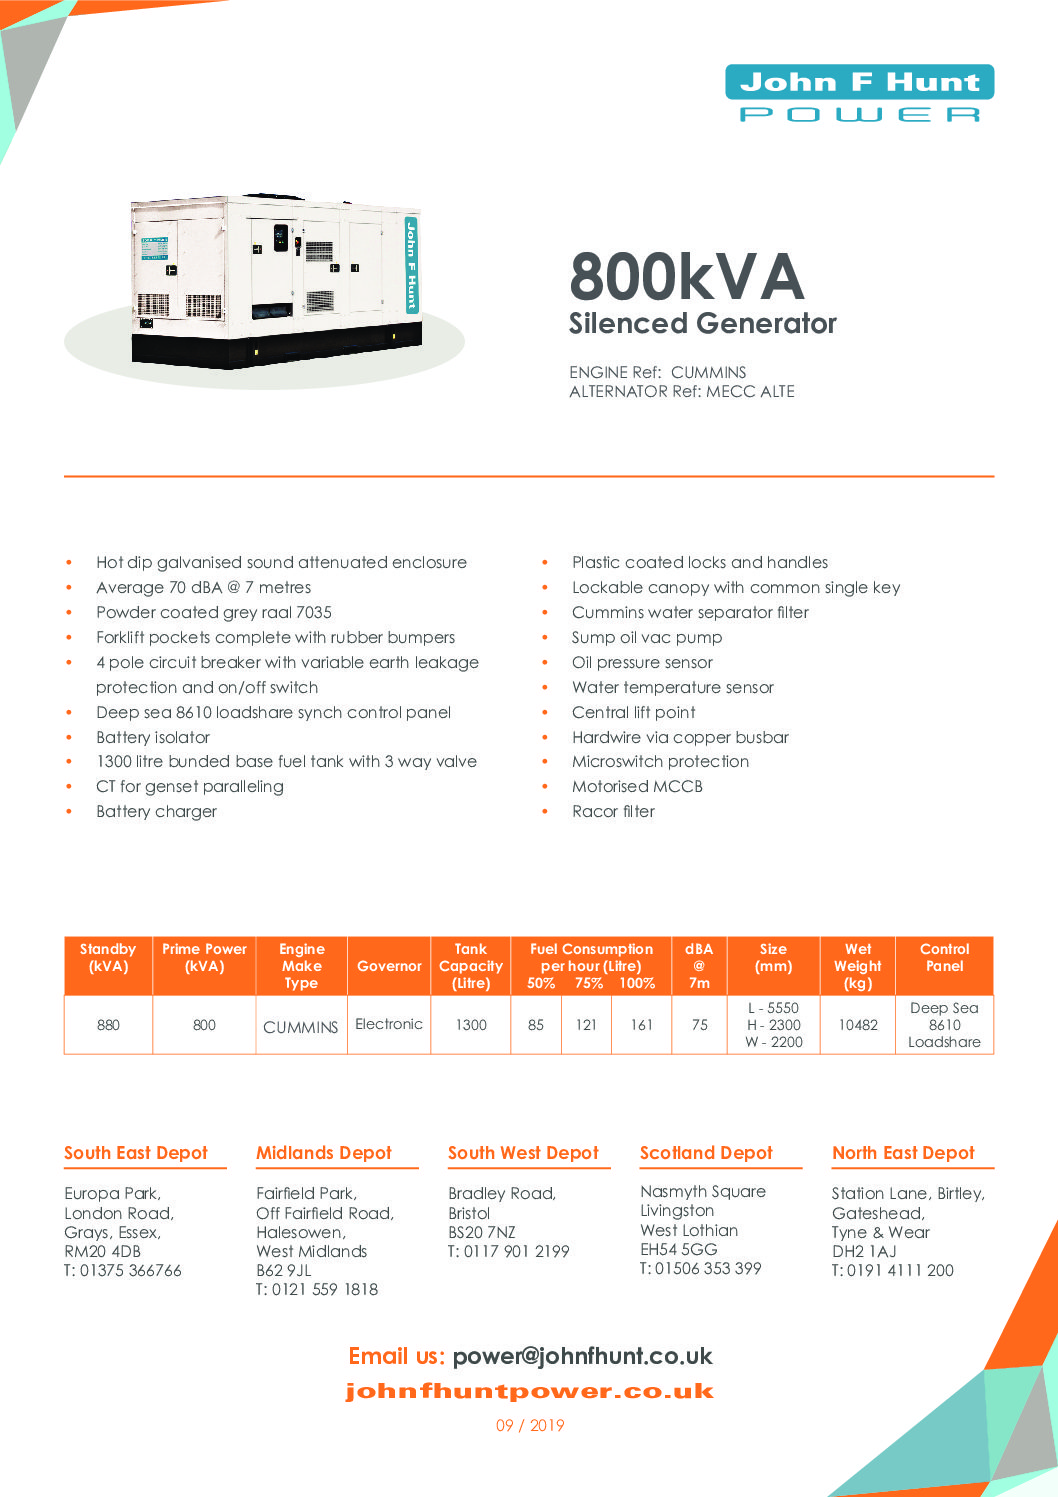 John F Hunt
POWER
John F Hunt
800kVA
Silenced Generator
ENGINE Ref:  CUMMINS
ALTERNATOR Ref: MECC ALTE
• Hot dip galvanised sound attenuated enclosure
• Average 70 dBA @ 7 metres
• Powder coated grey raal 7035
• Forklift pockets complete with rubber bumpers
• 4 pole circuit breaker with variable earth leakage
protection and on/off switch
• Deep sea 8610 loadshare synch control panel
• Battery isolator
• 1300 litre bunded base fuel tank with 3 way valve
• CT for genset paralleling
• Battery charger
• Plastic coated locks and handles
• Lockable canopy with common single key
• Cummins water separator filter
• Sump oil vac pump
• Oil pressure sensor
• Water temperature sensor
• Central lift point
• Hardwire via copper busbar
• Microswitch protection
• Motorised MCCB
• Racor filter
Standby
(kVA)
Prime Power
(kVA)
Engine
Make
Type
Governor
Tank
Capacity
(Litre)
Fuel Consumption
per hour (Litre)
50% 75% 100%
dBA
@
7m
Size
(mm)
Wet
Weight
(kg)
Control
Panel
880
800
CUMMINS
Electronic
1300
85
121
161
75
L - 5550
H - 2300
W - 2200
10482
Deep Sea
8610
Loadshare
South East Depot
Europa Park,
London Road,
Grays, Essex,
RM20 4DB
T: 01375 366766
Midlands Depot
Fairfield Park,
Off Fairfield Road,
Halesowen,
West Midlands
B62 9JL
T: 0121 559 1818
South West Depot
Bradley Road,
Bristol
BS20 7NZ
T: 0117 901 2199
Scotland Depot
Nasmyth Square
Livingston
West Lothian
EH54 5GG
T: 01506 353 399
North East Depot
Station Lane, Birtley,
Gateshead,
Tyne & Wear
DH2 1AJ
T: 0191 4111 200
Email us: power@johnfhunt.co.uk
johnfhuntpower.co.uk
09 / 2019